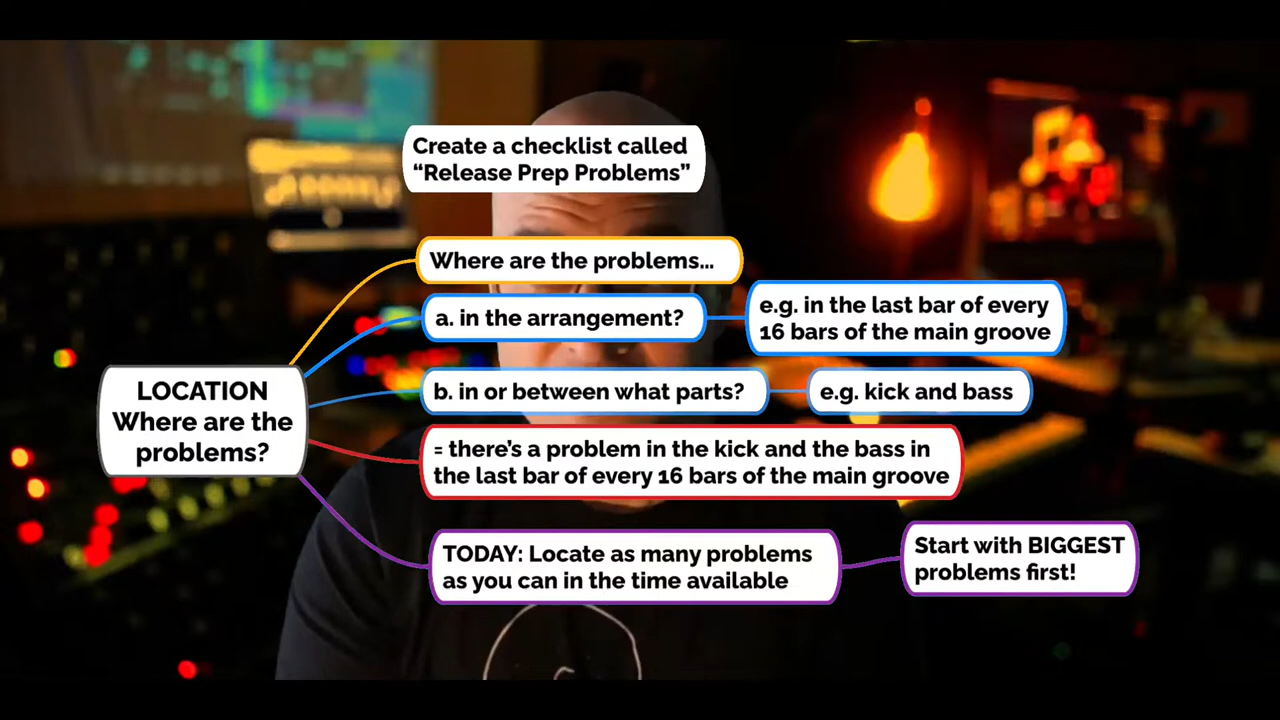 Create a checklist called
“Release Prep Problems”
Where are the problems...
a. in the arrangement?
e.g. in the last bar of every
16 bars of the main groove
b. in or between what parts?
e.g. kick and bass
LOCATION
Where are the
problems?
= there’s a problem in the kick and the bass in
the last bar of every 16 bars of the main groove
TODAY: Locate as many problems
as you can in the time available
Start with BIGGEST
problems first!